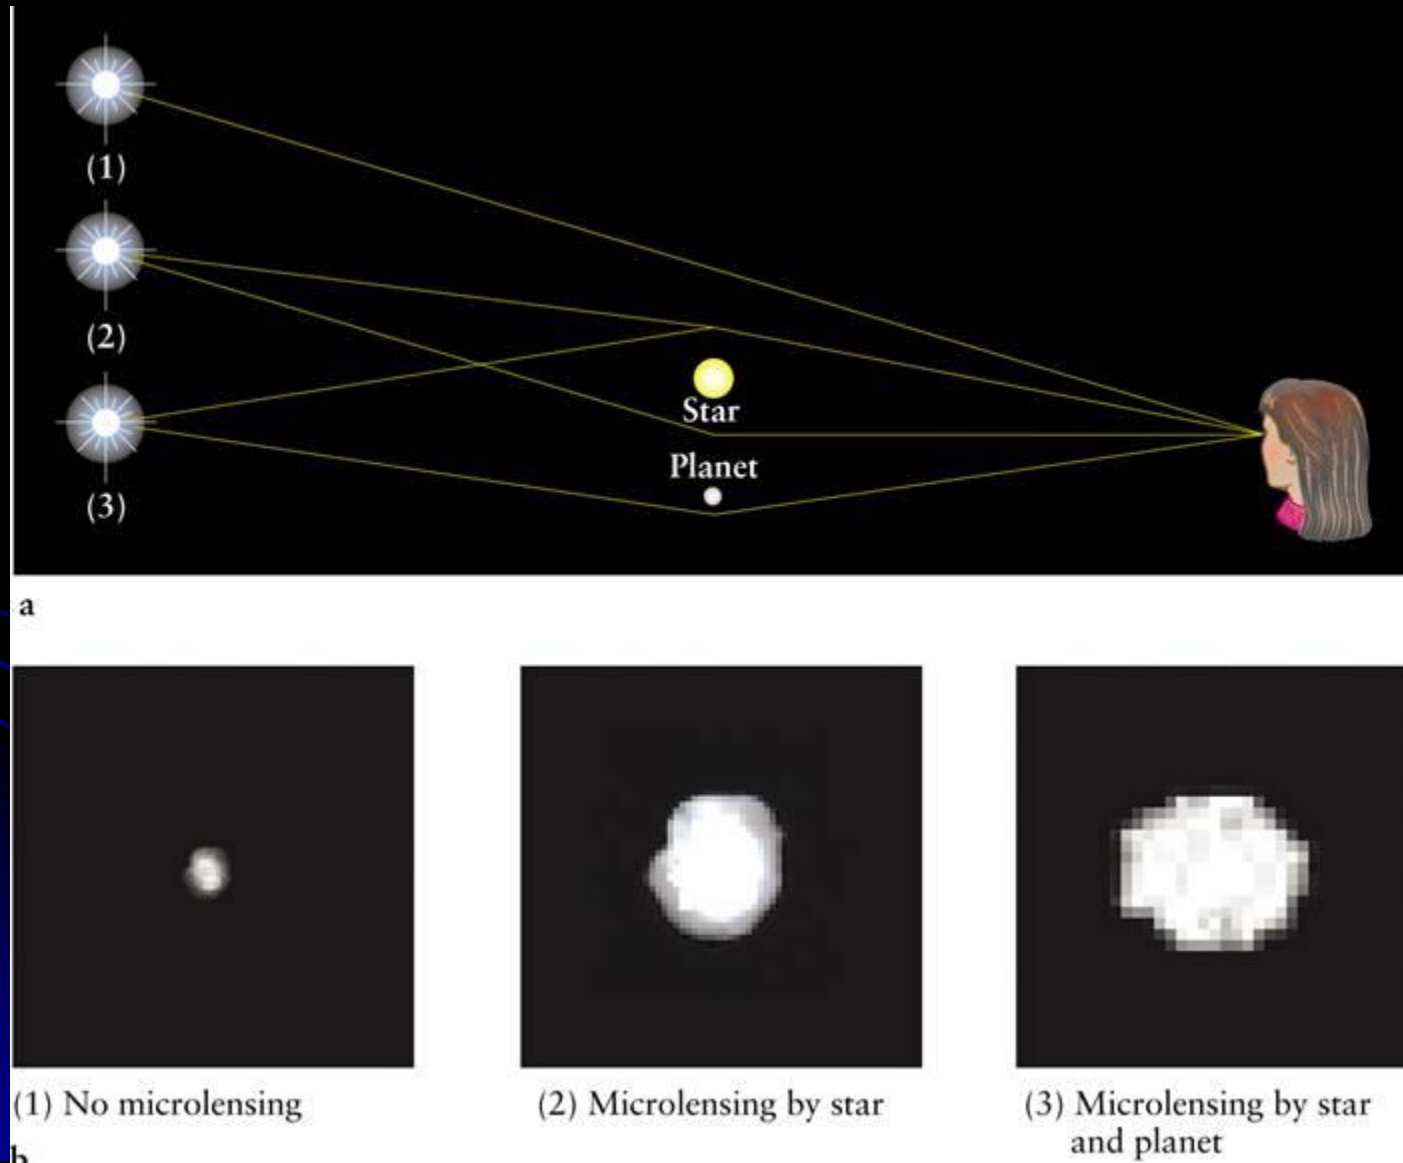 (1)
(2)
Star
Planet
(3)
a
(1) No microlensing
(2) Microlensing by star
(3) Microlensing by star
and planet
b